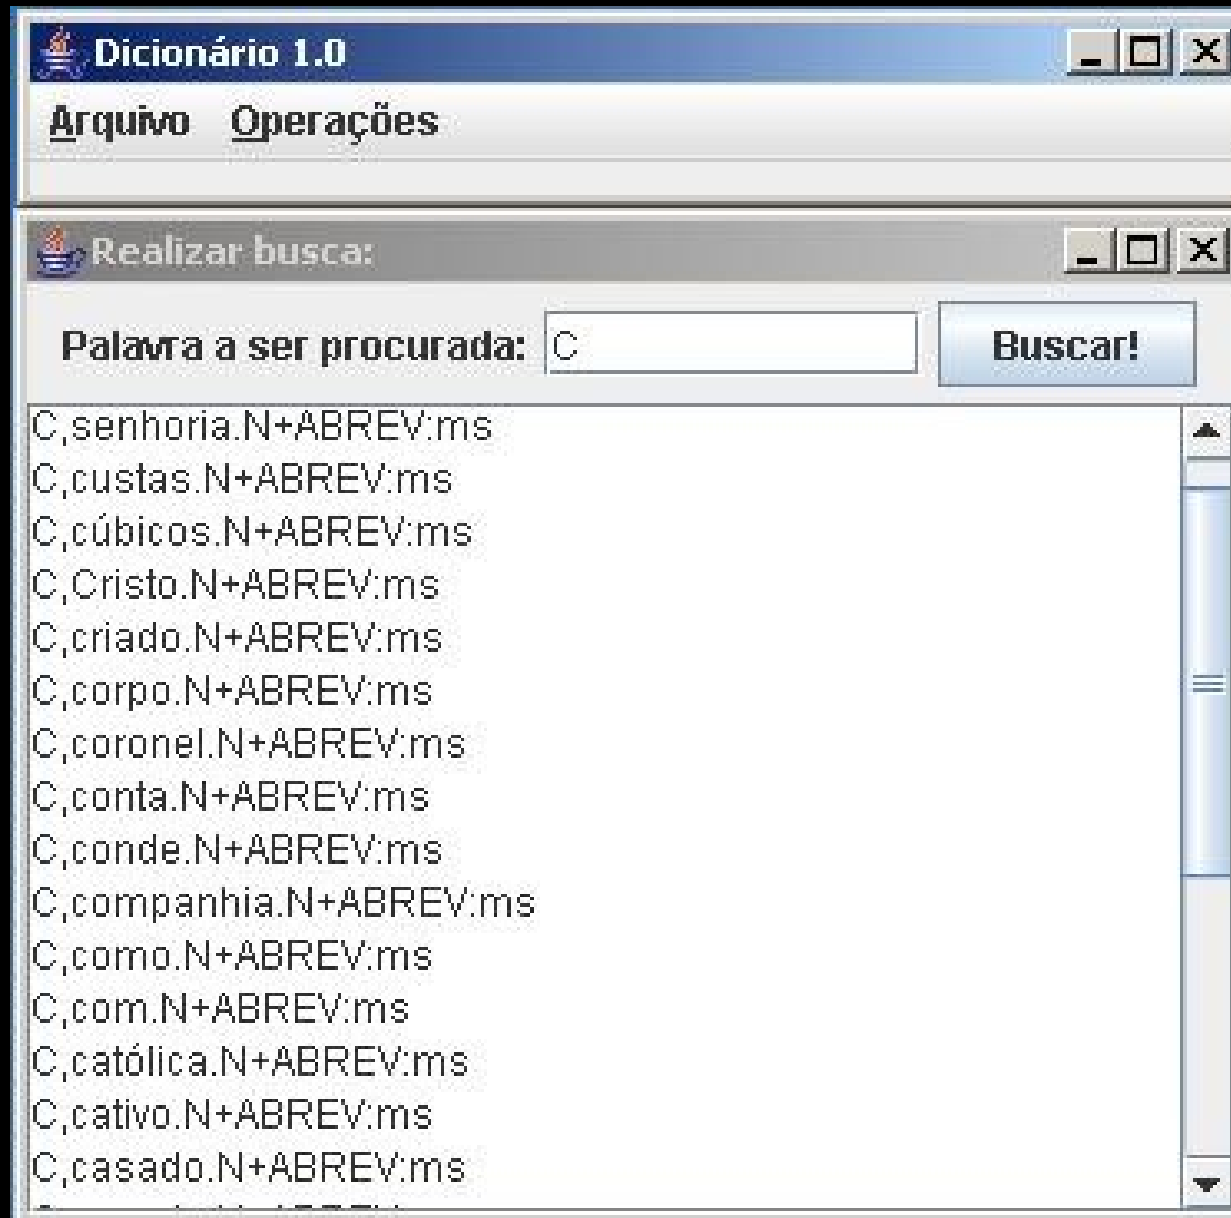 Dicionário 1.0
Arquivo Operações
Realizar busca:
Palavra a ser procurada: C Buscar!
C,senhoria.N+ABREV:ms
C,custas.N+ABREV:ms
C,cúbicos.N+ABREV:ms
C,Cristo.N+ABREV:ms
C,criado.N+ABREV:ms
C,corpo.N+ABREV:ms
C,coronel.N+ABREV:ms
C,conta.N+ABREV:ms
C,conde.N+ABREV:ms
C,companhia.N+ABREV:ms
C,como.N+ABREV:ms
C,com.N+ABREV:ms
C,católica.N+ABREV:ms
C,cativo.N+ABREV:ms
C,casado.N+ABREV:ms